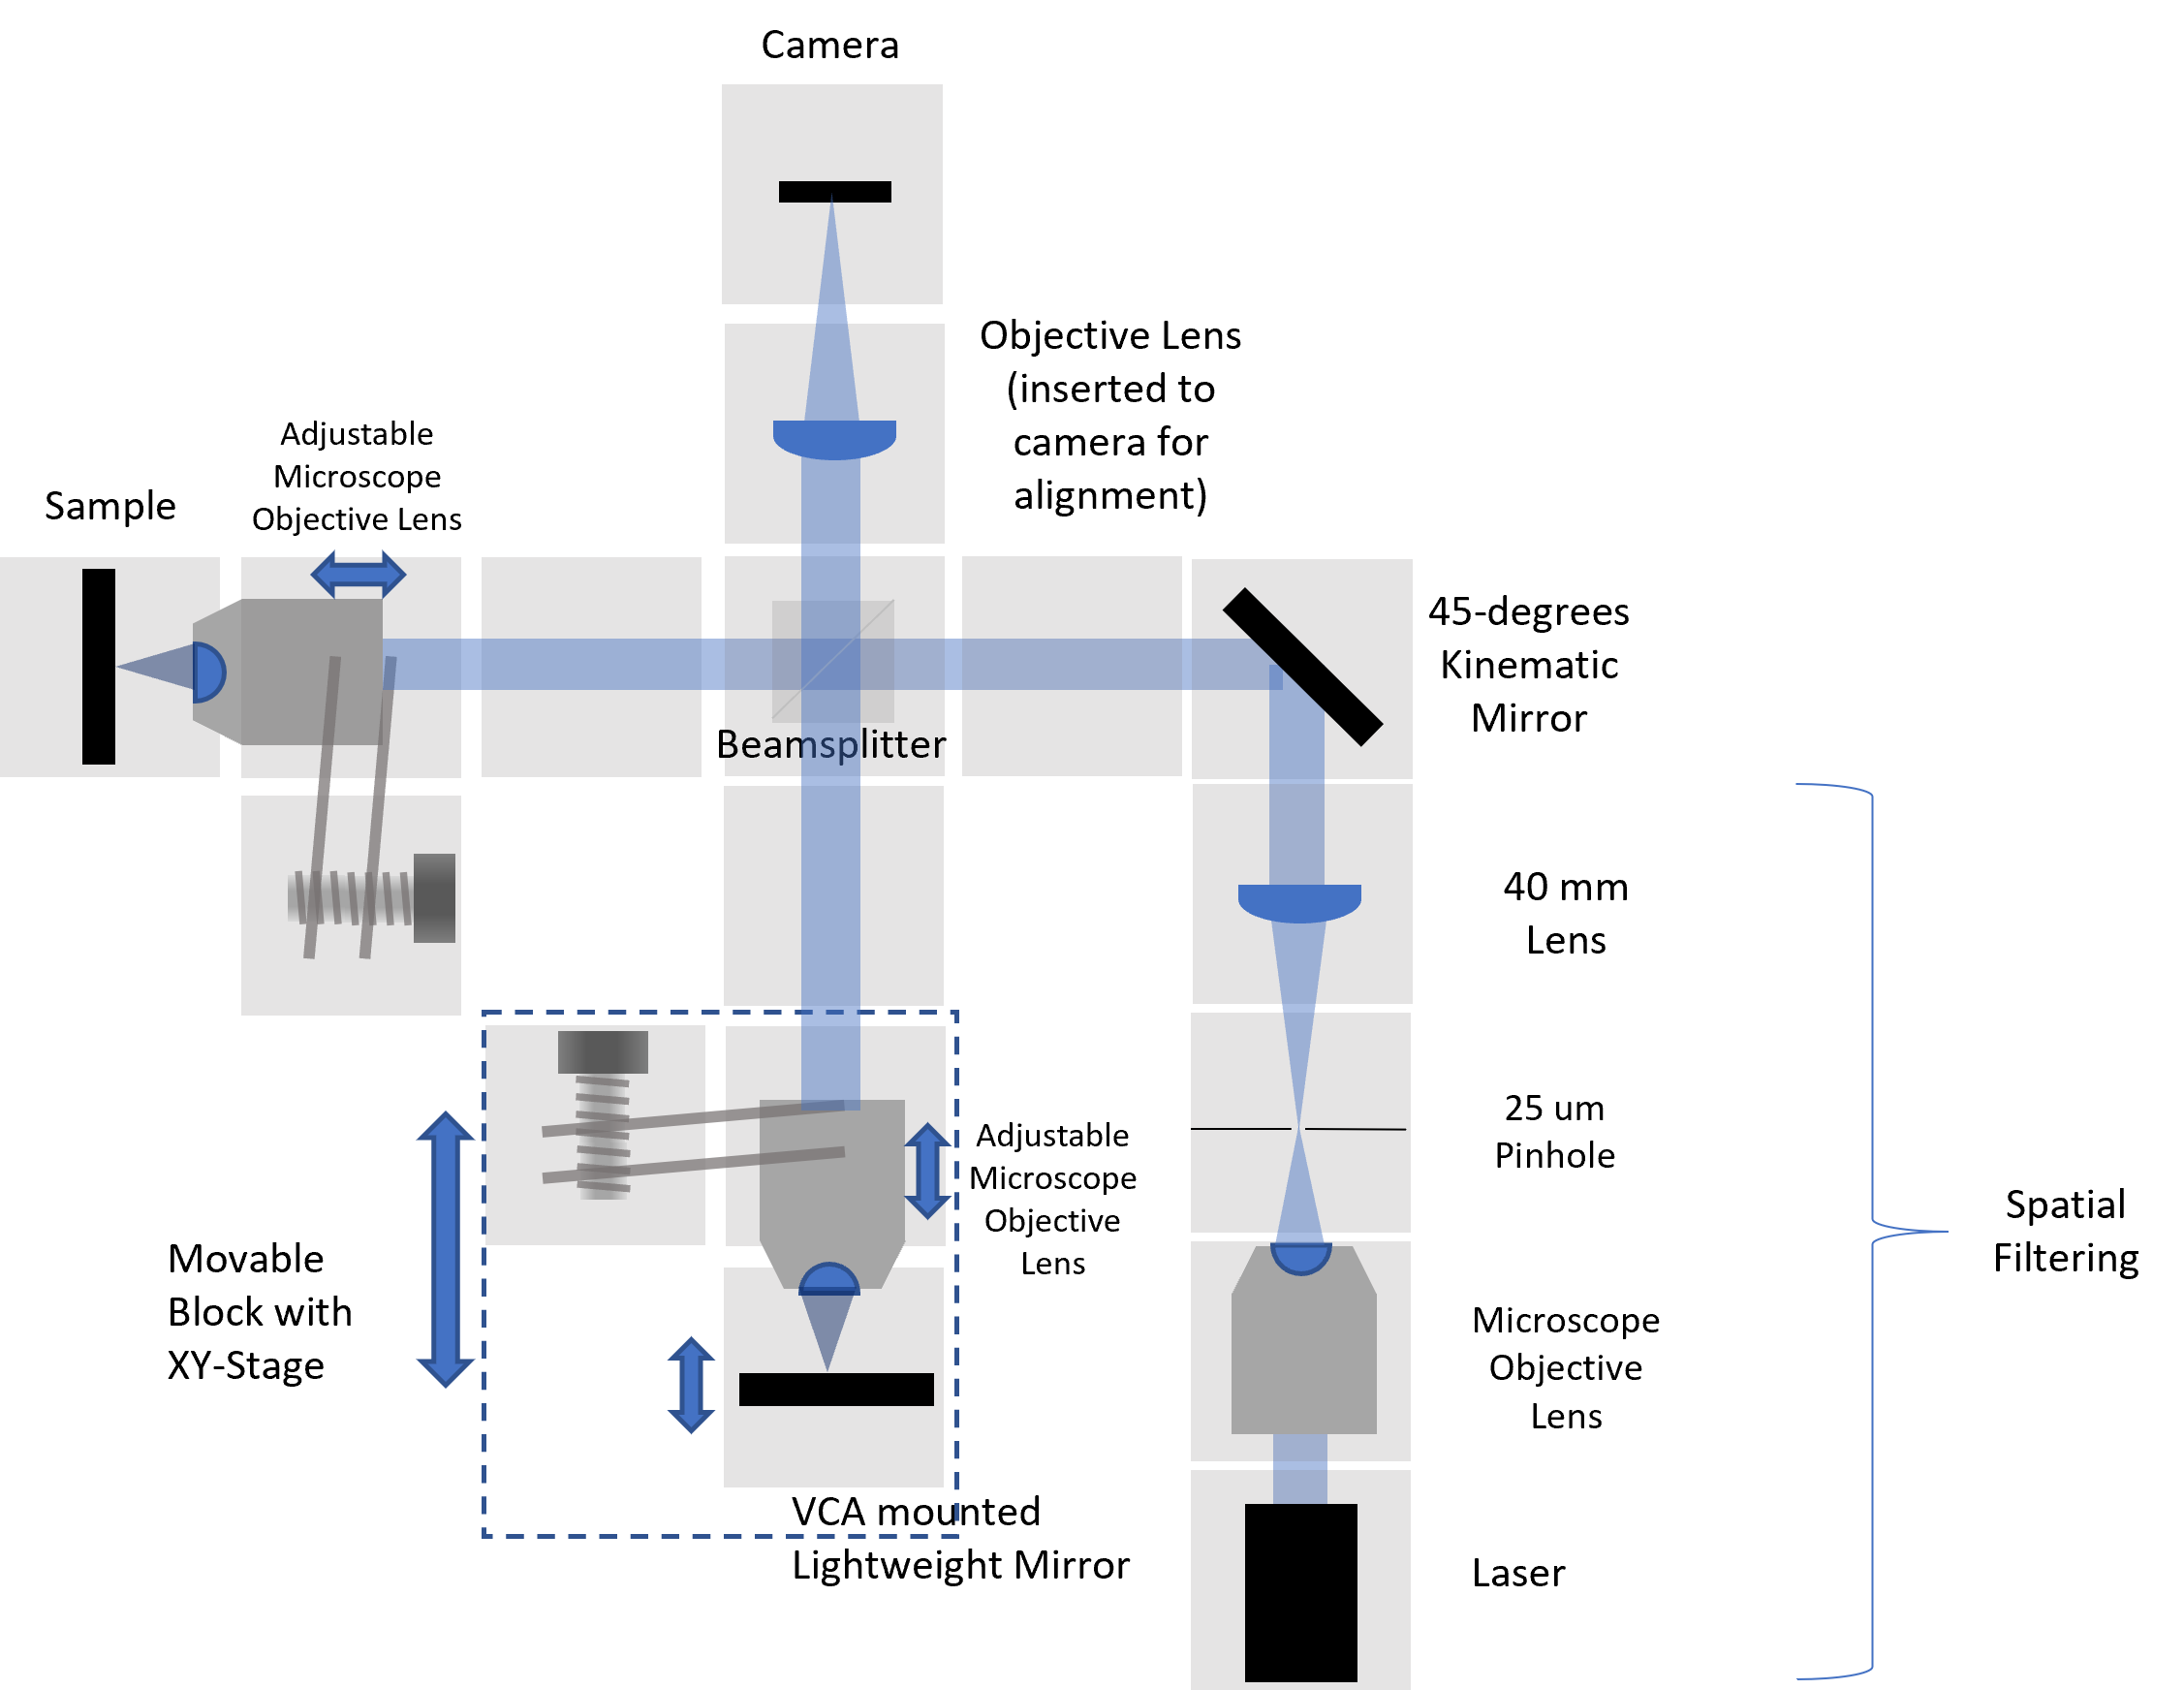 Camera
Objective Lens
(inserted to
camera for
alignment)
Adjustable
Microscope
Objective Lens
Sample
45-degrees
Kinematic
Mirror
Beamsplitter
40 mm
Lens
25 um
Pinhole
Adjustable
Microscope
Objective
Lens
Spatial
Filtering
Movable
Block with
XY-Stage
Microscope
Objective
Lens
VCA mounted
Lightweight Mirror
Laser